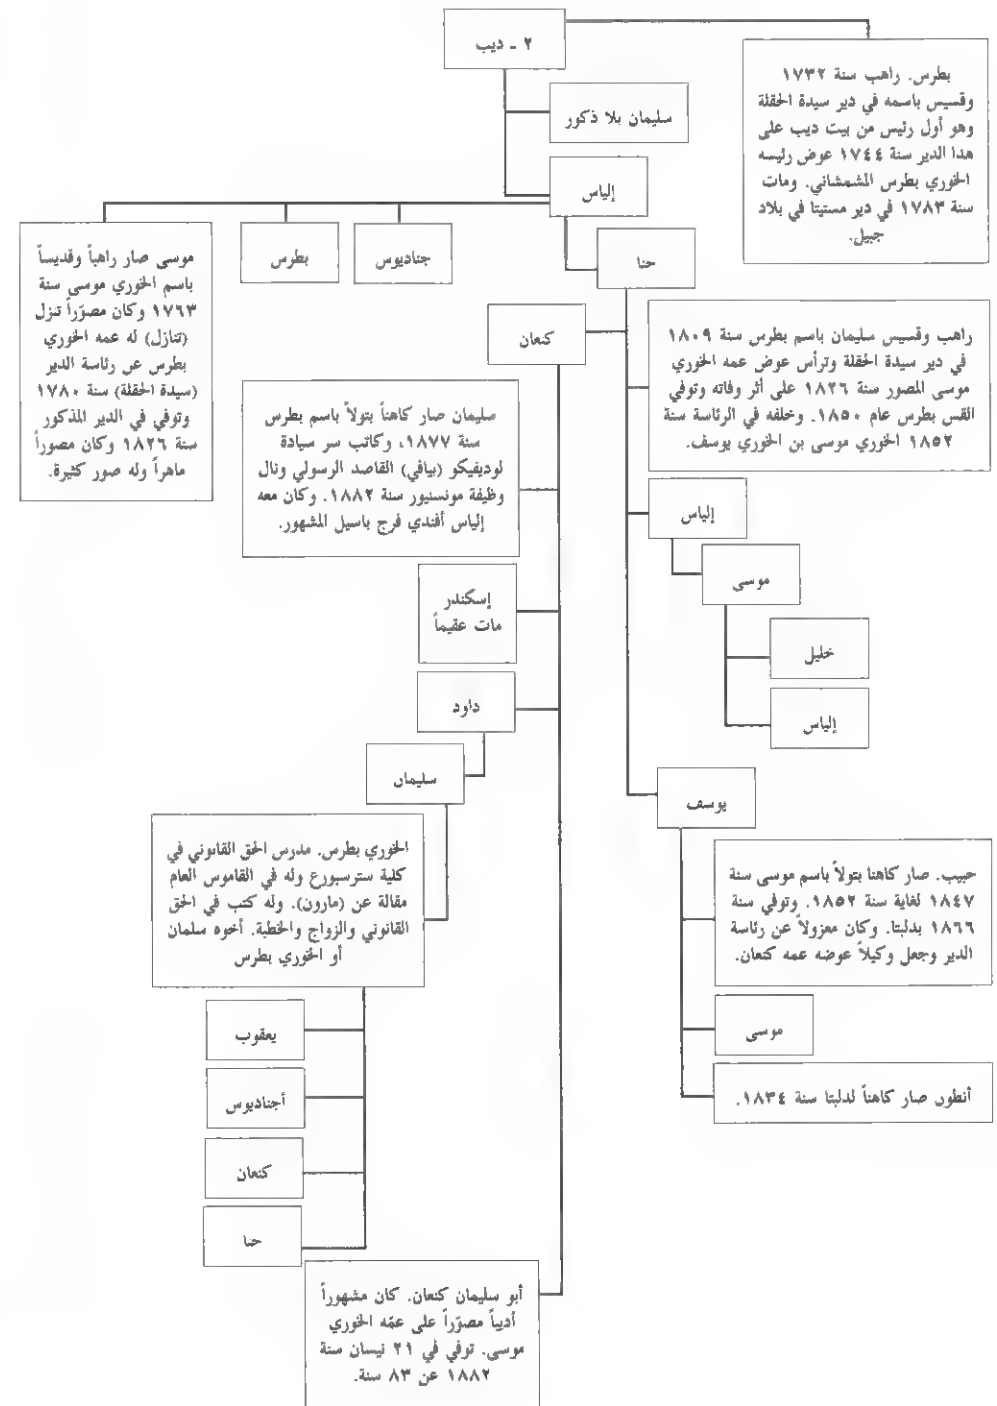 ٢ ـ ديب
بطرس. راهب سنة ١٧٣٢
وقسيس باسمه في دير سيدة الحقلة
وهو أول رئيس من بيت ديب على
هذا الدير سنة ١٧٤٤ عوض رئيسه
الخوري بطرس المشمشاني. ومات
سنة ١٧٨٣ في دير مستيتا في بلاد
جبيل.
سليمان بلا ذكور
إلياس
حنا
جناديوس
بطرس
موسى صار راهباً وقديساً
باسم الخوري موسى سنة
١٧٦٣ وكان مصوّراً تنزل
(تنازل) له عمه الخوري
بطرس عن رئاسة الدير
(سيدة الحقلة) سنة ١٧٨٠
وتوفي في الدير المذكور
سنة ١٨٢٦ وكان مصوراً
ماهراً وله صور كثيرة.
راهب وقسيس سليمان باسم بطرس سنة ١٨٠٩
في دير سيدة الحقلة وترأس عوض عمه الخوري
موسى المصور سنة ١٨٢٦ على أثر وفاته وتوفي
القس بطرس عام ١٨٥٠. وخلفه في الرئاسة سنة
١٨٥٢ الخوري موسى بن الخوري يوسف.
كنعان
سليمان صار كاهناً بتولاً باسم بطرس
سنة ١٨٧٧، وكاتب سر سيادة
لوديفيكو (بيافي) القاصد الرسولي ونال
وظيفة مونسنيور سنة ١٨٨٢. وكان معه
إلياس أفندي فرج باسيل المشهور.
إلياس
موسى
خليل
إلياس
إسكندر
مات عقيماً
داود
سليمان
يوسف
الخوري بطرس. مدرس الحق القانوني في
كلية سترسبورغ وله في القاموس العام
مقالة عن (مارون). وله كتب في الحق
القانوني والزواج والخطبة. أخوه سلمان
أو الخوري بطرس
حبيب. صار كاهنا بتولاً باسم موسى سنة
١٨٤٧ لغاية سنة ١٨٥٢. وتوفي سنة
١٨٦٦ بدلبتا. وكان معزولاً عن رئاسة
الدير وجعل وكيلاً عوضه عمه كنعان.
موسى
أنطون صار كاهناً لدلبتا سنة ١٨٣٤.
يعقوب
أجناديوس
كنعان
حنا
أبو سليمان كنعان. كان مشهوراً
أديباً مصوّراً على عمّه الخوري
موسى. توفي في ٢١ نيسان سنة
١٨٨٢ عن ٨٣ سنة.